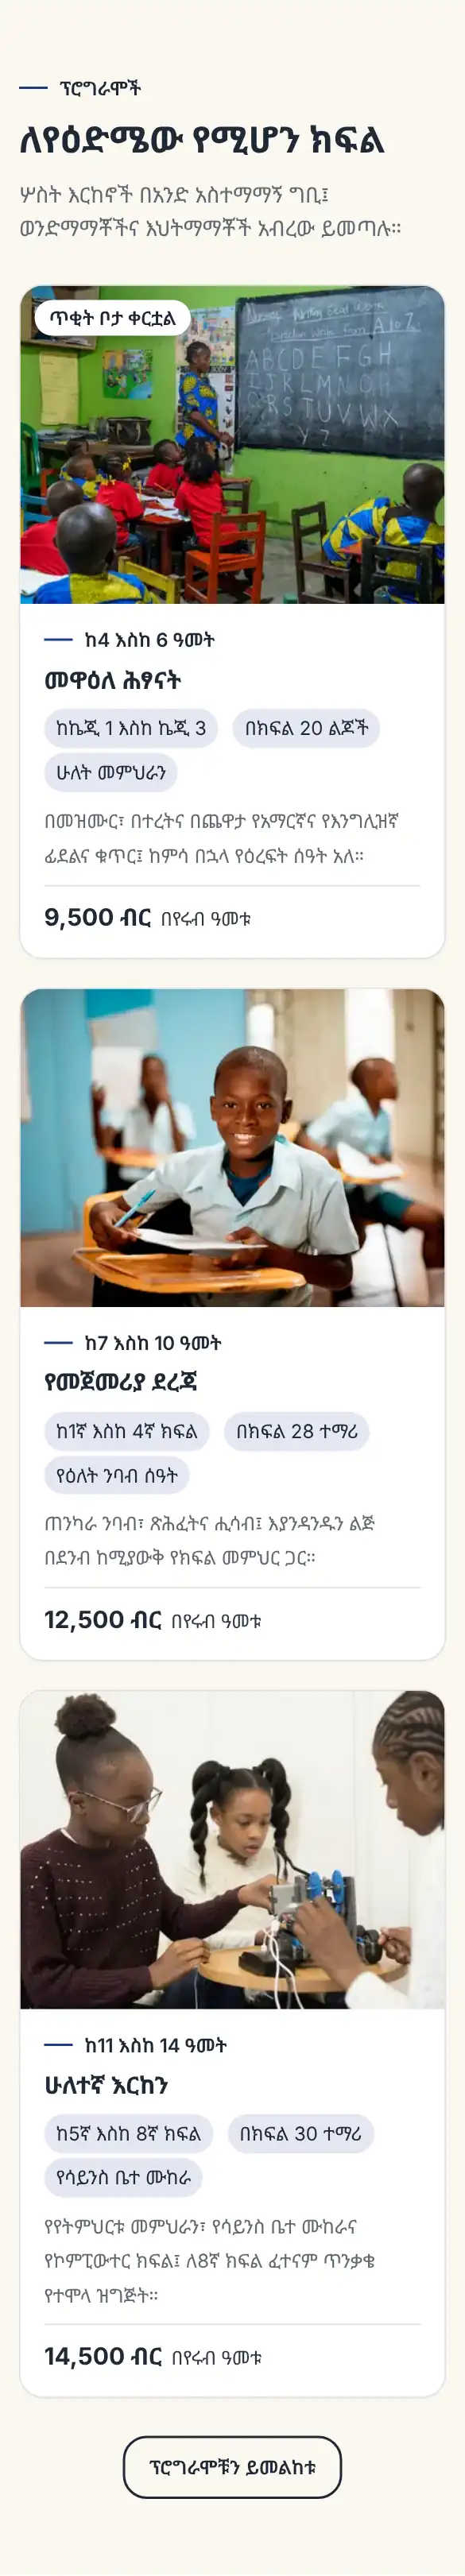 ፕሮግራሞች
ለየዕድሜው የሚሆን ክፍል
ሦስት እርከኖች በአንድ አስተማማኝ ግቢ፤
ወንድማማቾችና እህትማማቾች አብረው ይመጣሉ።
ጥቂት ቦታ ቀርቷል
A B C D E F G H
I J K L M N O
Q R S T U V W X
Y Z
ከ4 እስከ 6 ዓመት
መዋዕለ ሕፃናት
ከኬጂ 1 እስከ ኬጂ 3
በክፍል 20 ልጆች
ሁለት መምህራን
በመዝሙር፣ በተረትና በጨዋታ የአማርኛና የእንግሊዝኛ
ፊደልና ቁጥር፤ ከምሳ በኋላ የዕረፍት ሰዓት አለ።
9,500 ብር በየሩብ ዓመቱ
ከ7 እስከ 10 ዓመት
የመጀመሪያ ደረጃ
ከ1ኛ እስከ 4ኛ ክፍል
በክፍል 28 ተማሪ
የዕለት ንባብ ሰዓት
ጠንካራ ንባብ፣ ጽሕፈትና ሒሳብ፤ እያንዳንዱን ልጅ
በደንብ ከሚያውቅ የክፍል መምህር ጋር።
12,500 ብር በየሩብ ዓመቱ
ከ11 እስከ 14 ዓመት
ሁለተኛ እርከን
ከ5ኛ እስከ 8ኛ ክፍል
በክፍል 30 ተማሪ
የሳይንስ ቤተ ሙከራ
የየትምህርቱ መምህራን፣ የሳይንስ ቤተ ሙከራና
የኮምፒውተር ክፍል፤ ለ8ኛ ክፍል ፈተናም ጥንቃቄ
የተሞላ ዝግጅት።
14,500 ብር በየሩብ ዓመቱ
ፕሮግራሞቹን ይመልከቱ